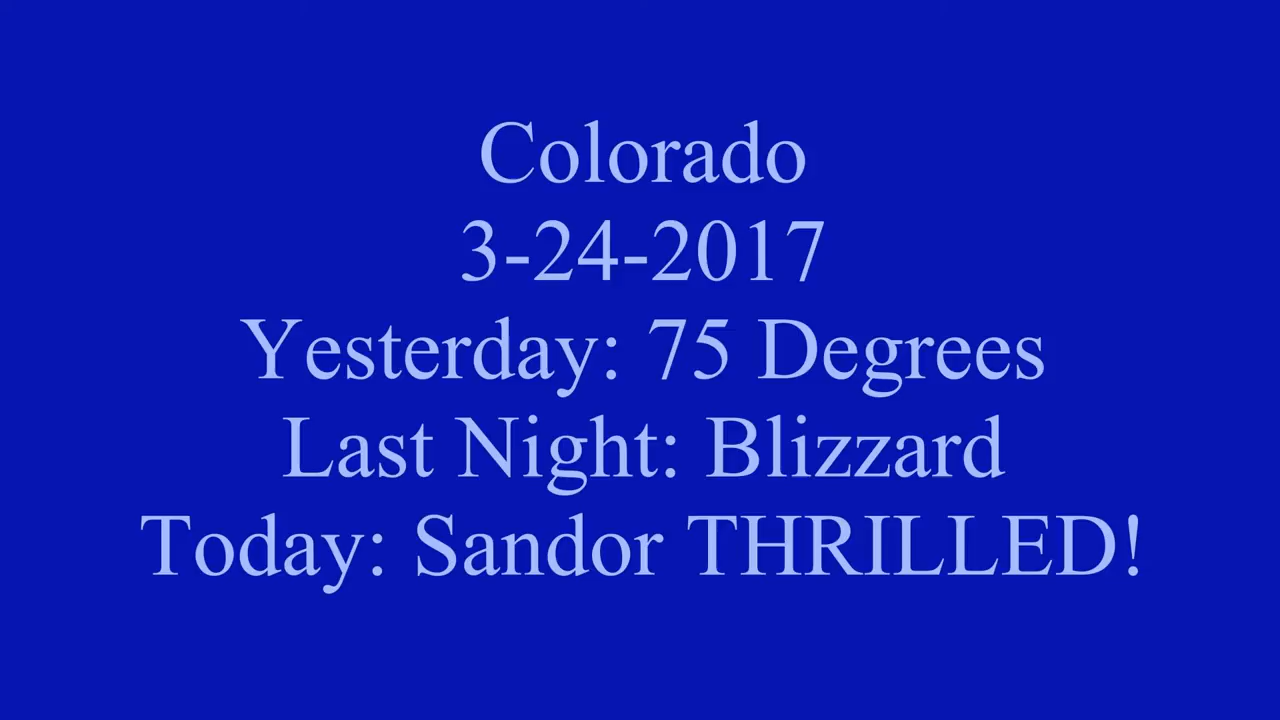 Colorado
3-24-2017
Yesterday: 75 Degrees
Last Night: Blizzard
Today: Sandor THRILLED!